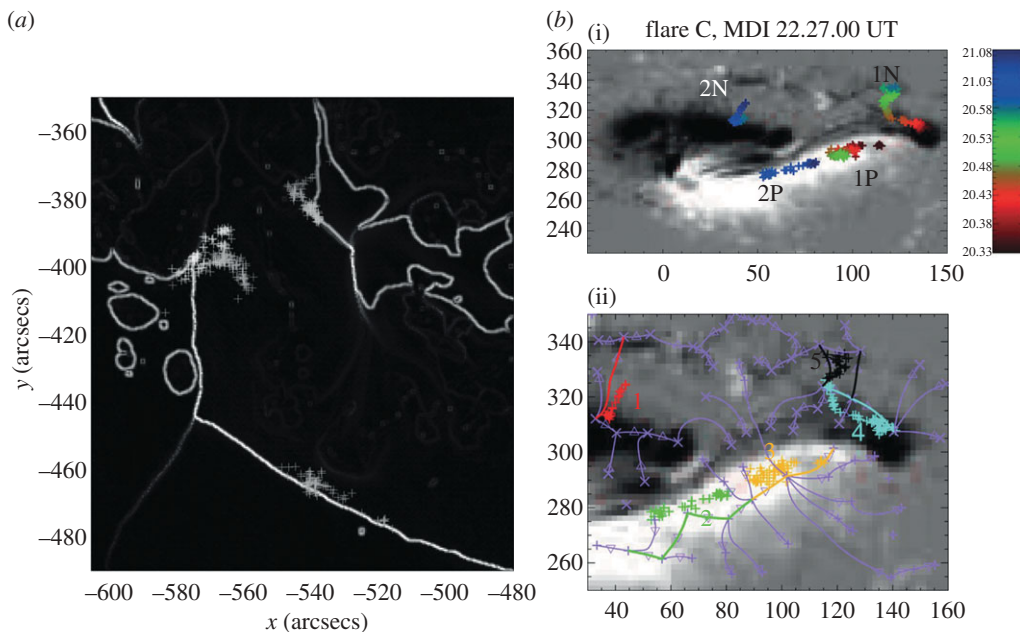 (a)
y (arcsecs)
–360
–380
–400
–420
–440
–460
–480
–600 –580 –560 –540 –520 –500 –480
x (arcsecs)
(b)
(i)
flare C, MDI 22.27.00 UT
360
340
320
300
280
260
240
0 50 100 150
2N
1N
2P
1P
21.08
21.03
20.58
20.53
20.48
20.43
20.38
20.33
(ii)
340
320
300
280
260
40 60 80 100 120 140 160
1
2
3
4
5